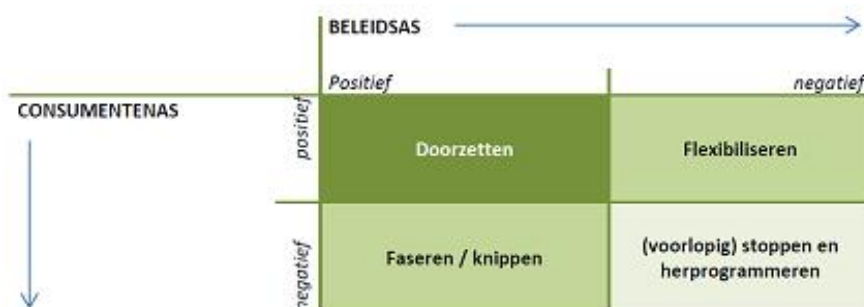 BELEIDSAS
Positief negatief
CONSUMENTENAS
positief
Doorzetten Flexibiliseren
negatief
Faseren / knippen (voorlopig) stoppen en
herprogrammeren